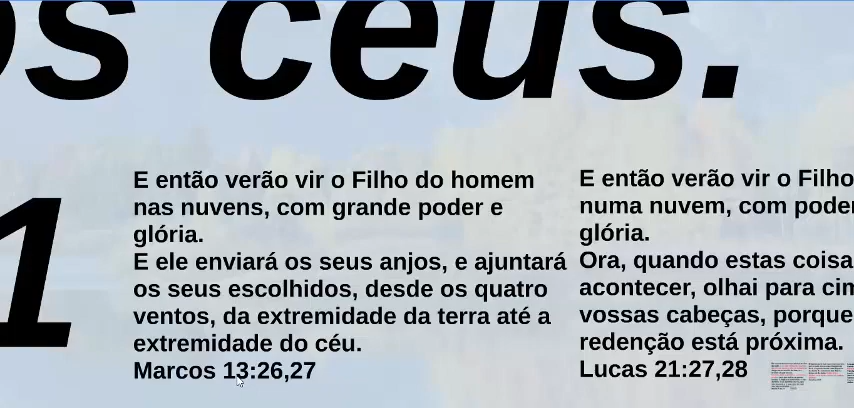 os céus.
1
E então verão vir o Filho do homem
nas nuvens, com grande poder e
glória.
E ele enviará os seus anjos, e ajuntará
os seus escolhidos, desde os quatro
ventos, da extremidade da terra até a
extremidade do céu.
Marcos 13:26,27
E então verão vir o Filho
numa nuvem, com poder
glória.
Ora, quando estas coisa
acontecer, olhai para cim
vossas cabeças, porque
redenção está próxima.
Lucas 21:27,28